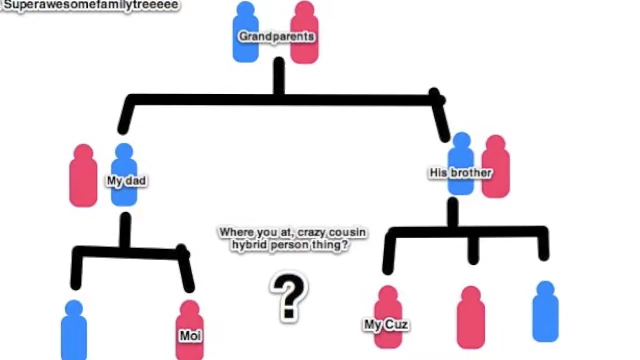 Superawesomefamilytreeeee
Grandparents
My dad
His brother
Where you at, crazy cousin
hybrid person thing?
?
Moi
My Cuz